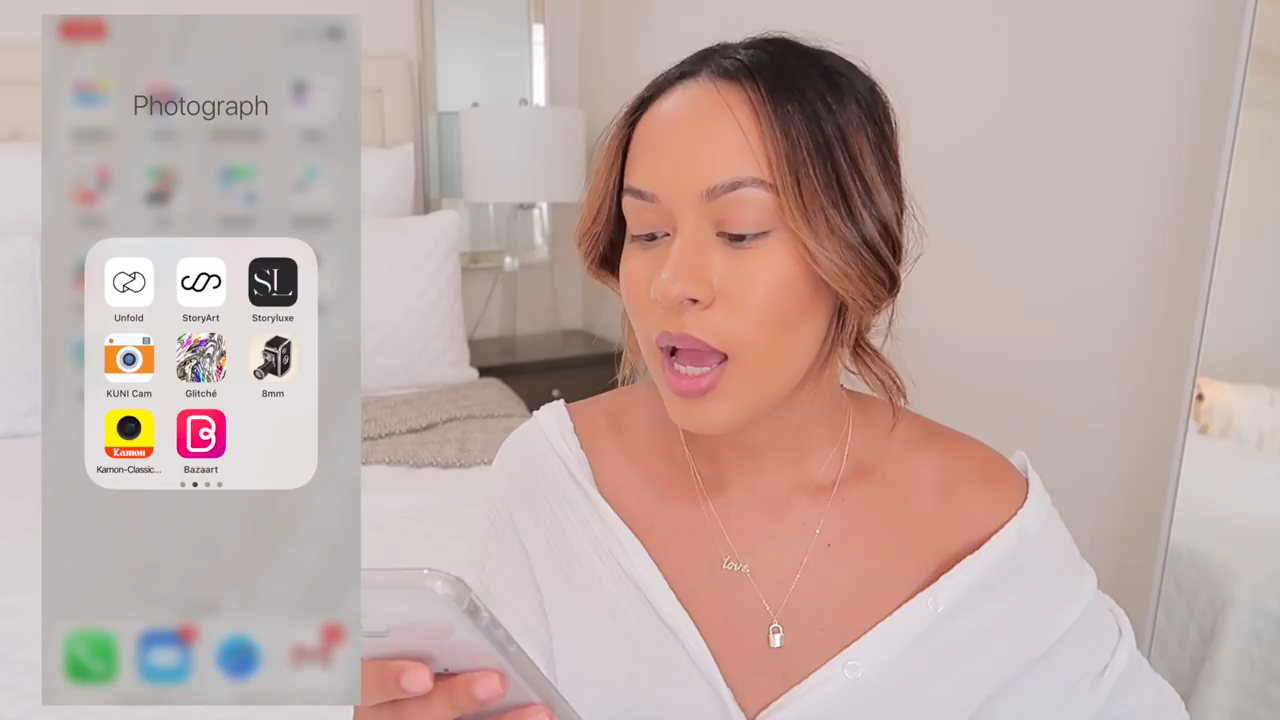 Photograph
Unfold
StoryArt
SL
Storyluxe
KUNI Cam
Glitché
8mm
Kamon
Kamon-Classic...
Bazaart
love